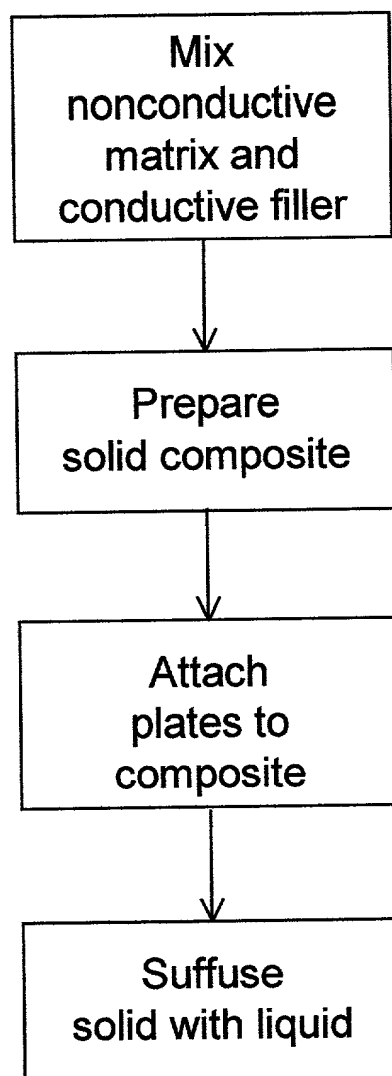 Mix
nonconductive
matrix and
conductive filler
Prepare
solid composite
Attach
plates to
composite
Suffuse
solid with liquid